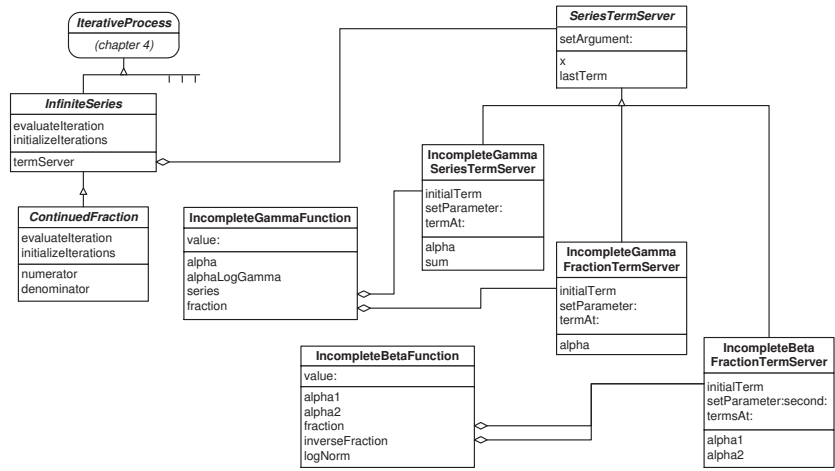 IterativeProcess
(chapter 4)
InfiniteSeries
evaluateIteration
initializeIterations
termServer
ContinuedFraction
evaluateIteration
initializeIterations
numerator
denominator
SeriesTermServer
setArgument:
x
lastTerm
IncompleteGamma
SeriesTermServer
initialTerm
setParameter:
termAt:
alpha
sum
IncompleteGammaFunction
value:
alpha
alphaLogGamma
series
fraction
IncompleteGamma
FractionTermServer
initialTerm
setParameter:
termAt:
alpha
IncompleteBetaFunction
value:
alpha1
alpha2
fraction
inverseFraction
logNorm
IncompleteBeta
FractionTermServer
initialTerm
setParameter:second:
termsAt:
alpha1
alpha2